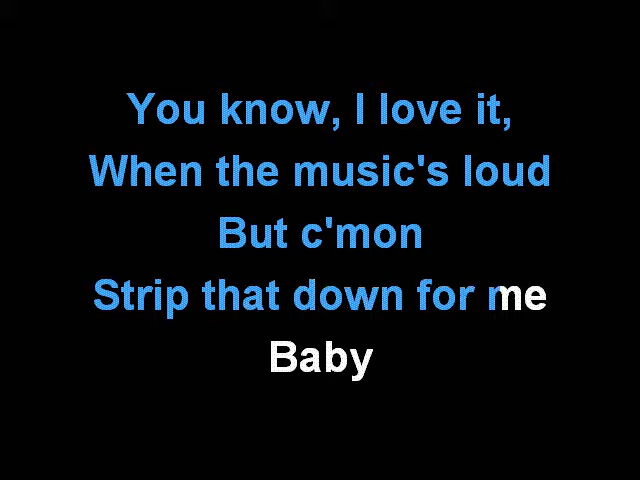 You know, I love it,
When the music's loud
But c'mon
Strip that down for me
Baby